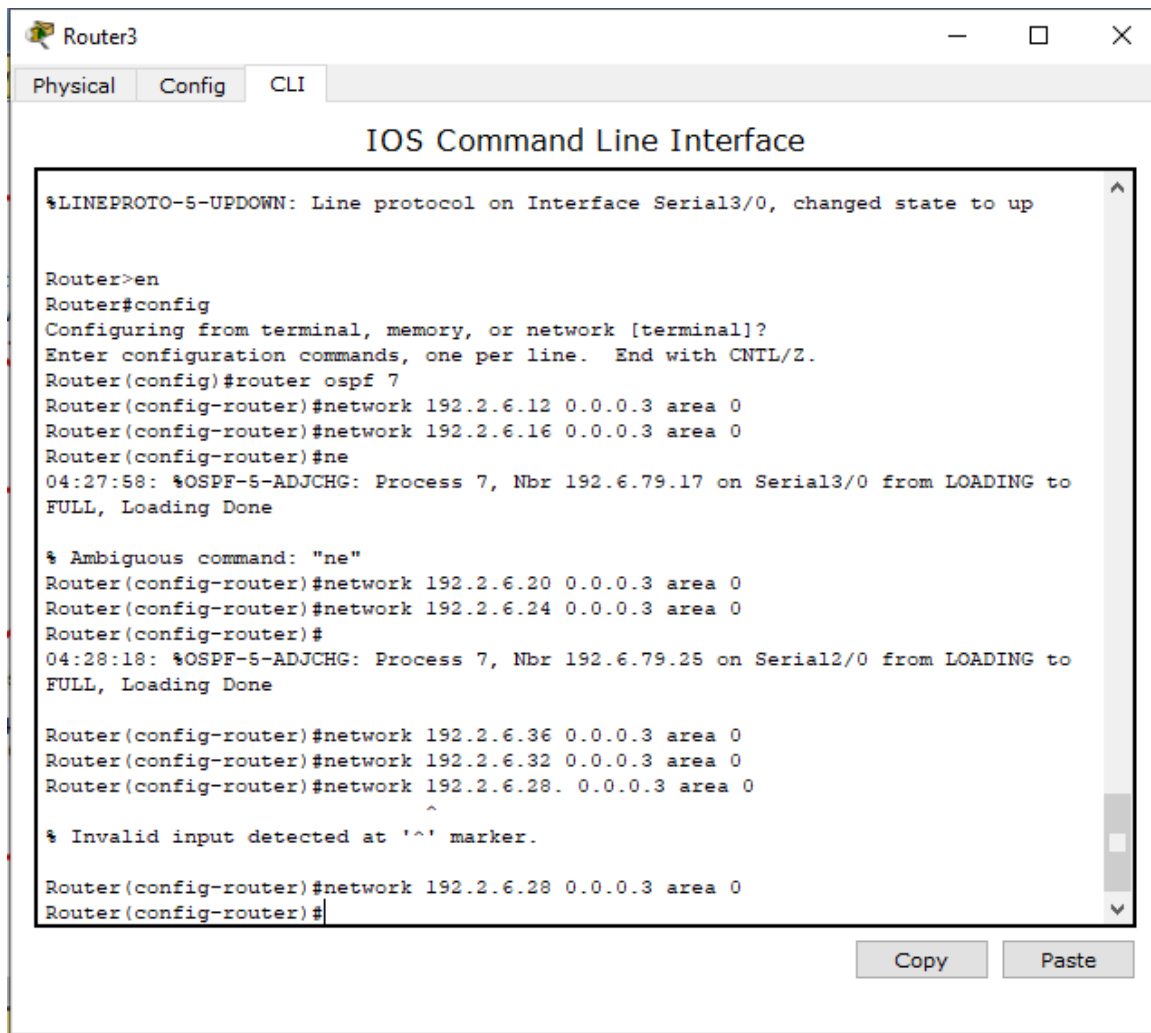 Router3
Physical Config CLI
IOS Command Line Interface
%LINEPROTO-5-UPDOWN: Line protocol on Interface Serial3/0, changed state to up
Router>en
Router#config
Configuring from terminal, memory, or network [terminal]?
Enter configuration commands, one per line.  End with CNTL/Z.
Router(config)#router ospf 7
Router(config-router)#network 192.2.6.12 0.0.0.3 area 0
Router(config-router)#network 192.2.6.16 0.0.0.3 area 0
Router(config-router)#ne
04:27:58: %OSPF-5-ADJCHG: Process 7, Nbr 192.6.79.17 on Serial3/0 from LOADING to
FULL, Loading Done
% Ambiguous command: "ne"
Router(config-router)#network 192.2.6.20 0.0.0.3 area 0
Router(config-router)#network 192.2.6.24 0.0.0.3 area 0
Router(config-router)#
04:28:18: %OSPF-5-ADJCHG: Process 7, Nbr 192.6.79.25 on Serial2/0 from LOADING to
FULL, Loading Done
Router(config-router)#network 192.2.6.36 0.0.0.3 area 0
Router(config-router)#network 192.2.6.32 0.0.0.3 area 0
Router(config-router)#network 192.2.6.28. 0.0.0.3 area 0
^
% Invalid input detected at '^' marker.
Router(config-router)#network 192.2.6.28 0.0.0.3 area 0
Router(config-router)#
Copy Paste